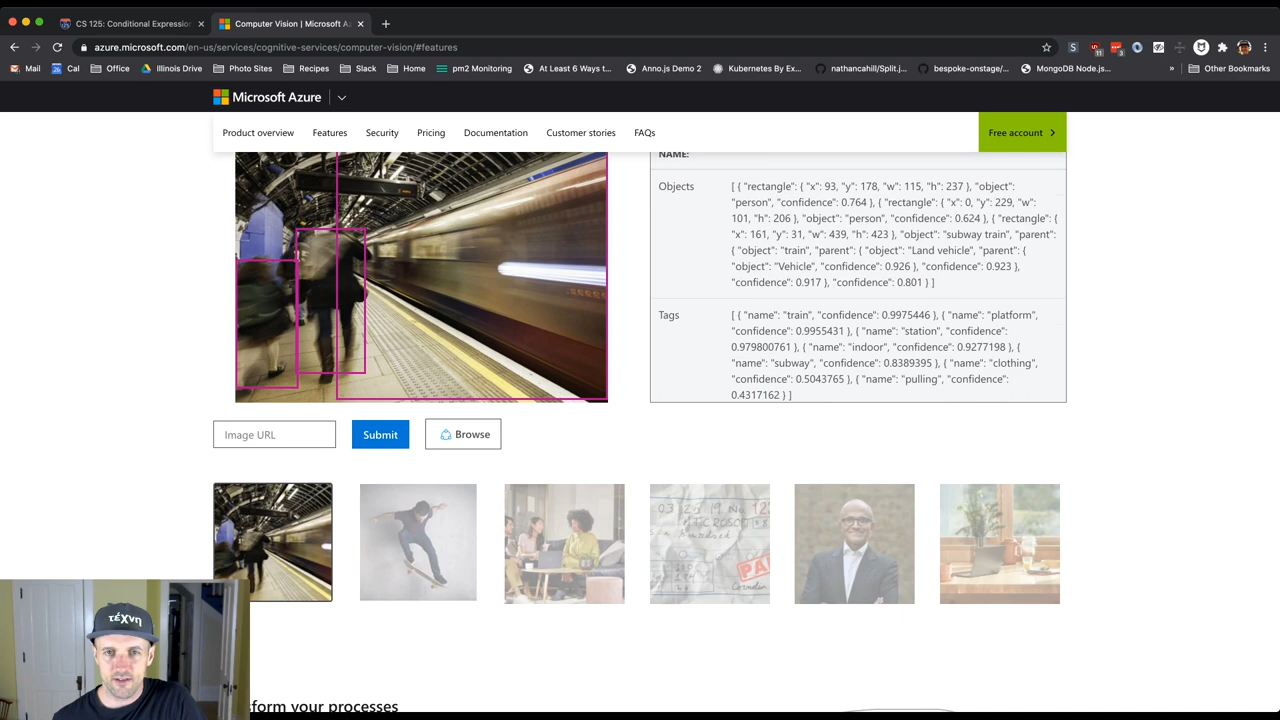 CS 125: Conditional Expression
Computer Vision | Microsoft Az
azure.microsoft.com/en-us/services/cognitive-services/computer-vision/#features
Mail
Cal
Office
Illinois Drive
Photo Sites
Recipes
Slack
Home
pm2 Monitoring
At Least 6 Ways t...
Anno.js Demo 2
Kubernetes By Ex...
nathancahill/Split.j...
bespoke-onstage/...
MongoDB Node.js...
»
Other Bookmarks
Microsoft Azure
Product overview
Features
Security
Pricing
Documentation
Customer stories
FAQs
Free account
NAME:
Objects
[ { "rectangle": { "x": 93, "y": 178, "w": 115, "h": 237 }, "object":
"person", "confidence": 0.764 }, { "rectangle": { "x": 0, "y": 229, "w":
101, "h": 206 }, "object": "person", "confidence": 0.624 }, { "rectangle": {
"x": 161, "y": 31, "w": 439, "h": 423 }, "object": "subway train", "parent":
{ "object": "train", "parent": { "object": "Land vehicle", "parent": {
"object": "Vehicle", "confidence": 0.926 }, "confidence": 0.923 },
"confidence": 0.917 }, "confidence": 0.801 } ]
Tags
[ { "name": "train", "confidence": 0.9975446 }, { "name": "platform",
"confidence": 0.9955431 }, { "name": "station", "confidence":
0.979800761 }, { "name": "indoor", "confidence": 0.9277198 }, {
"name": "subway", "confidence": 0.8389395 }, { "name": "clothing",
"confidence": 0.5043765 }, { "name": "pulling", "confidence":
0.4317162 } ]
Image URL
Submit
Browse
τέχνη
sform your processes